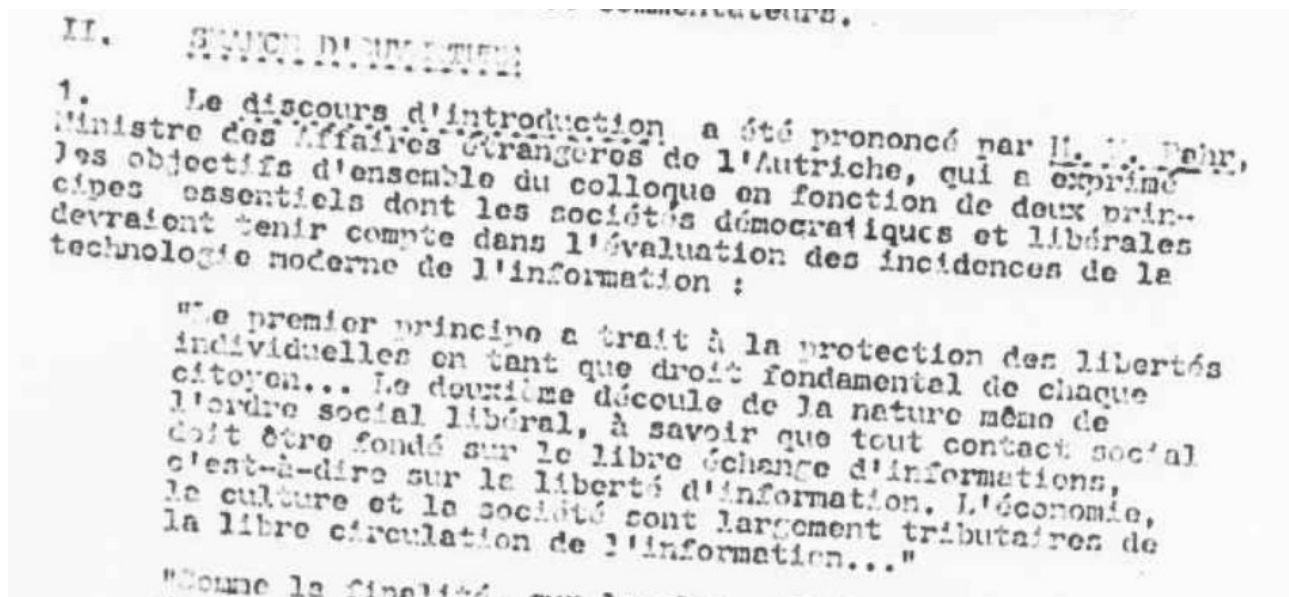 commentateurs.
II. SEANCE D'OUVERTURE
1. Le discours d'introduction a été prononcé par M. W. Pahr,
Ministre des Affaires étrangères de l'Autriche, qui a exprimé
les objectifs d'ensemble du colloque en fonction de deux prin-
cipes essentiels dont les sociétés démocratiques et libérales
devraient tenir compte dans l'évaluation des incidences de la
technologie moderne de l'information :
"Le premier principe a trait à la protection des libertés
individuelles en tant que droit fondamental de chaque
citoyen... Le deuxième découle de la nature même de
l'ordre social libéral, à savoir que tout contact social
doit être fondé sur le libre échange d'informations,
c'est-à-dire sur la liberté d'information. L'économie,
la culture et la société sont largement tributaires de
la libre circulation de l'information..."
"Comme la finalité